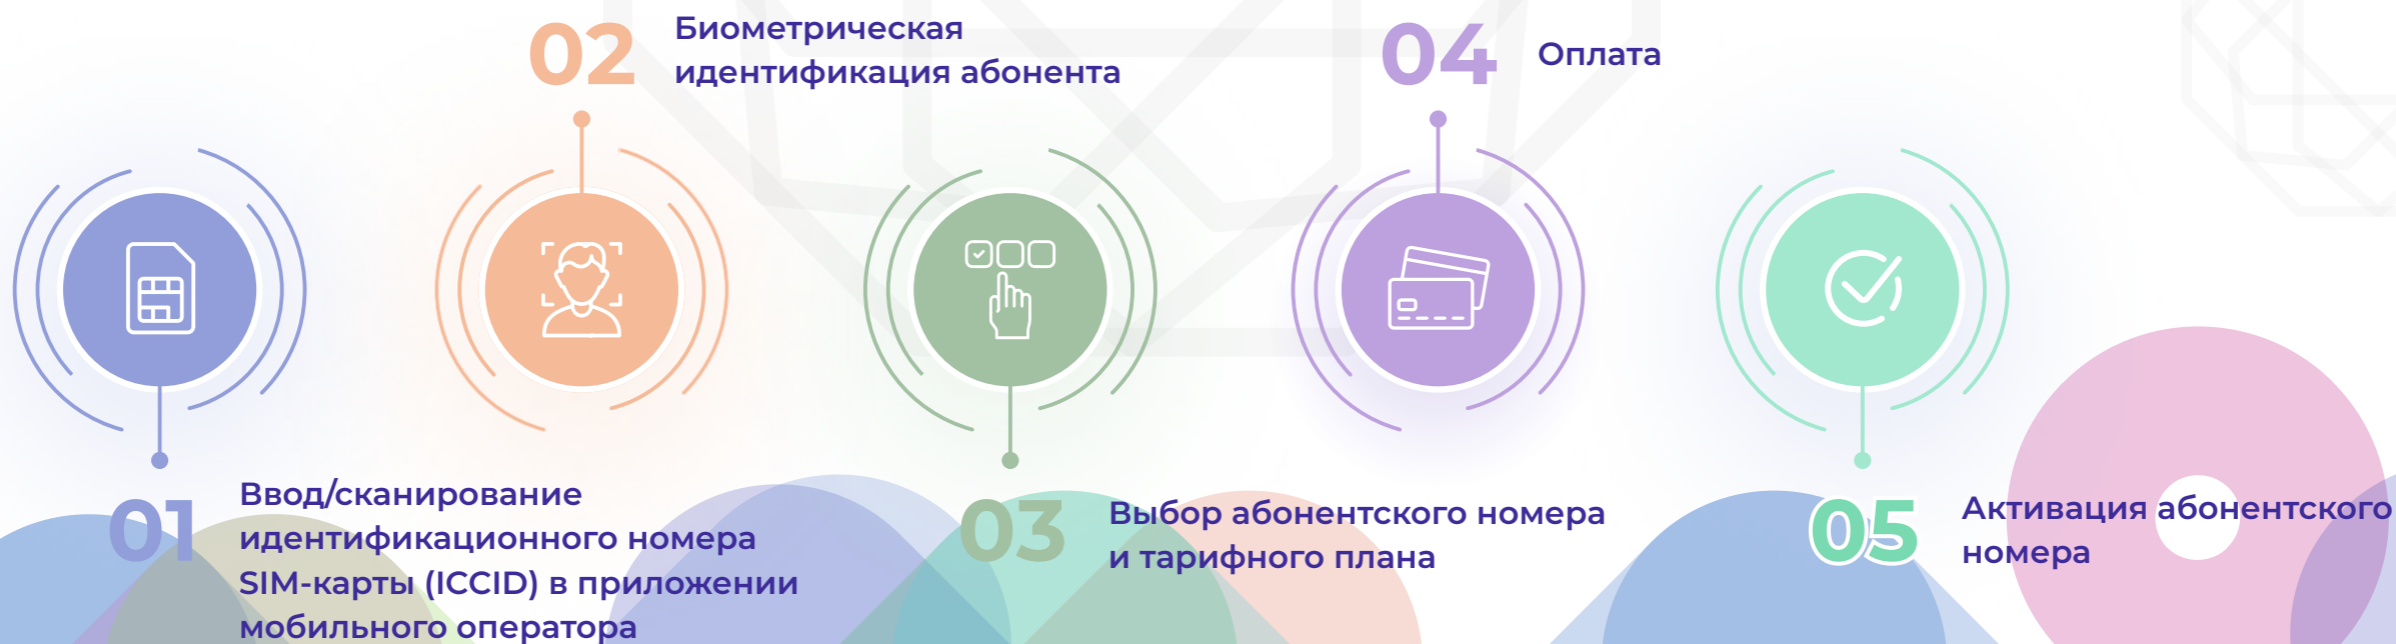 01
Ввод/сканирование
идентификационного номера
SIM-карты (ICCID) в приложении
мобильного оператора
02
Биометрическая
идентификация абонента
03
Выбор абонентского номера
и тарифного плана
04
Оплата
05
Активация абонентского
номера